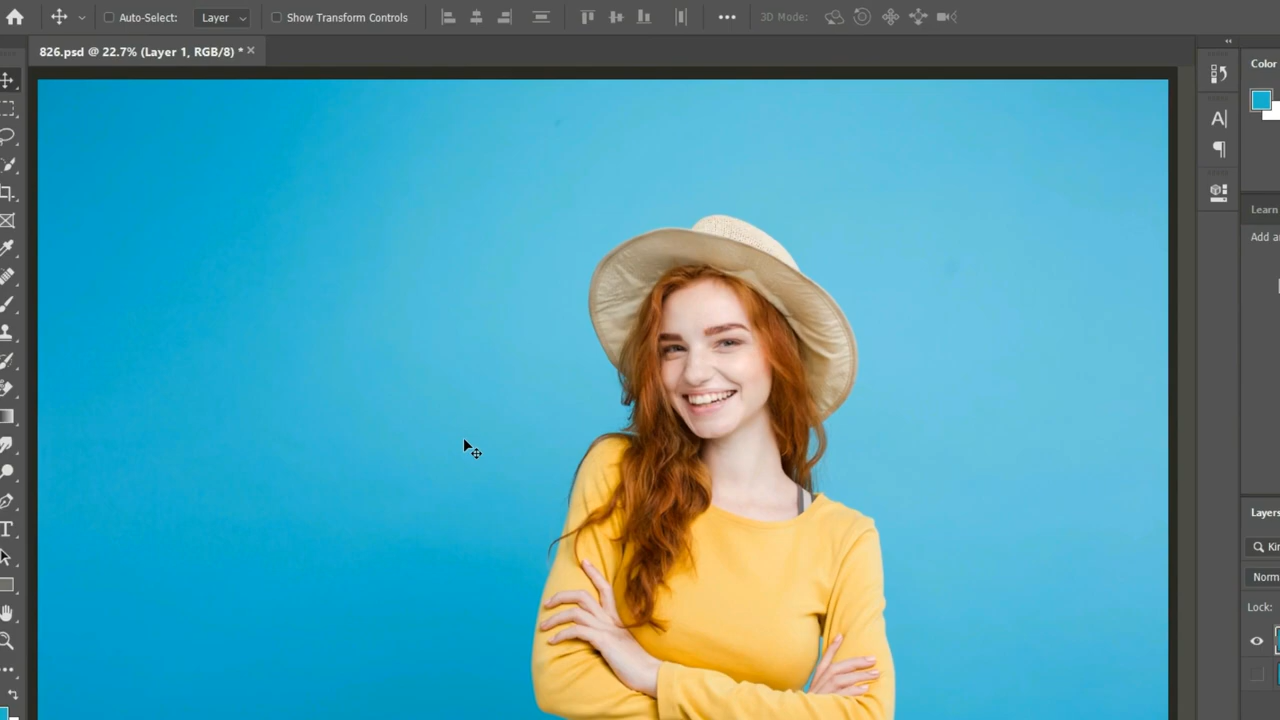 Auto-Select: Layer Show Transform Controls ••• 3D Mode:
826.psd @ 22.7% (Layer 1, RGB/8) *
Color
Learn
Add a
Layers
Kin
Norm
Lock: